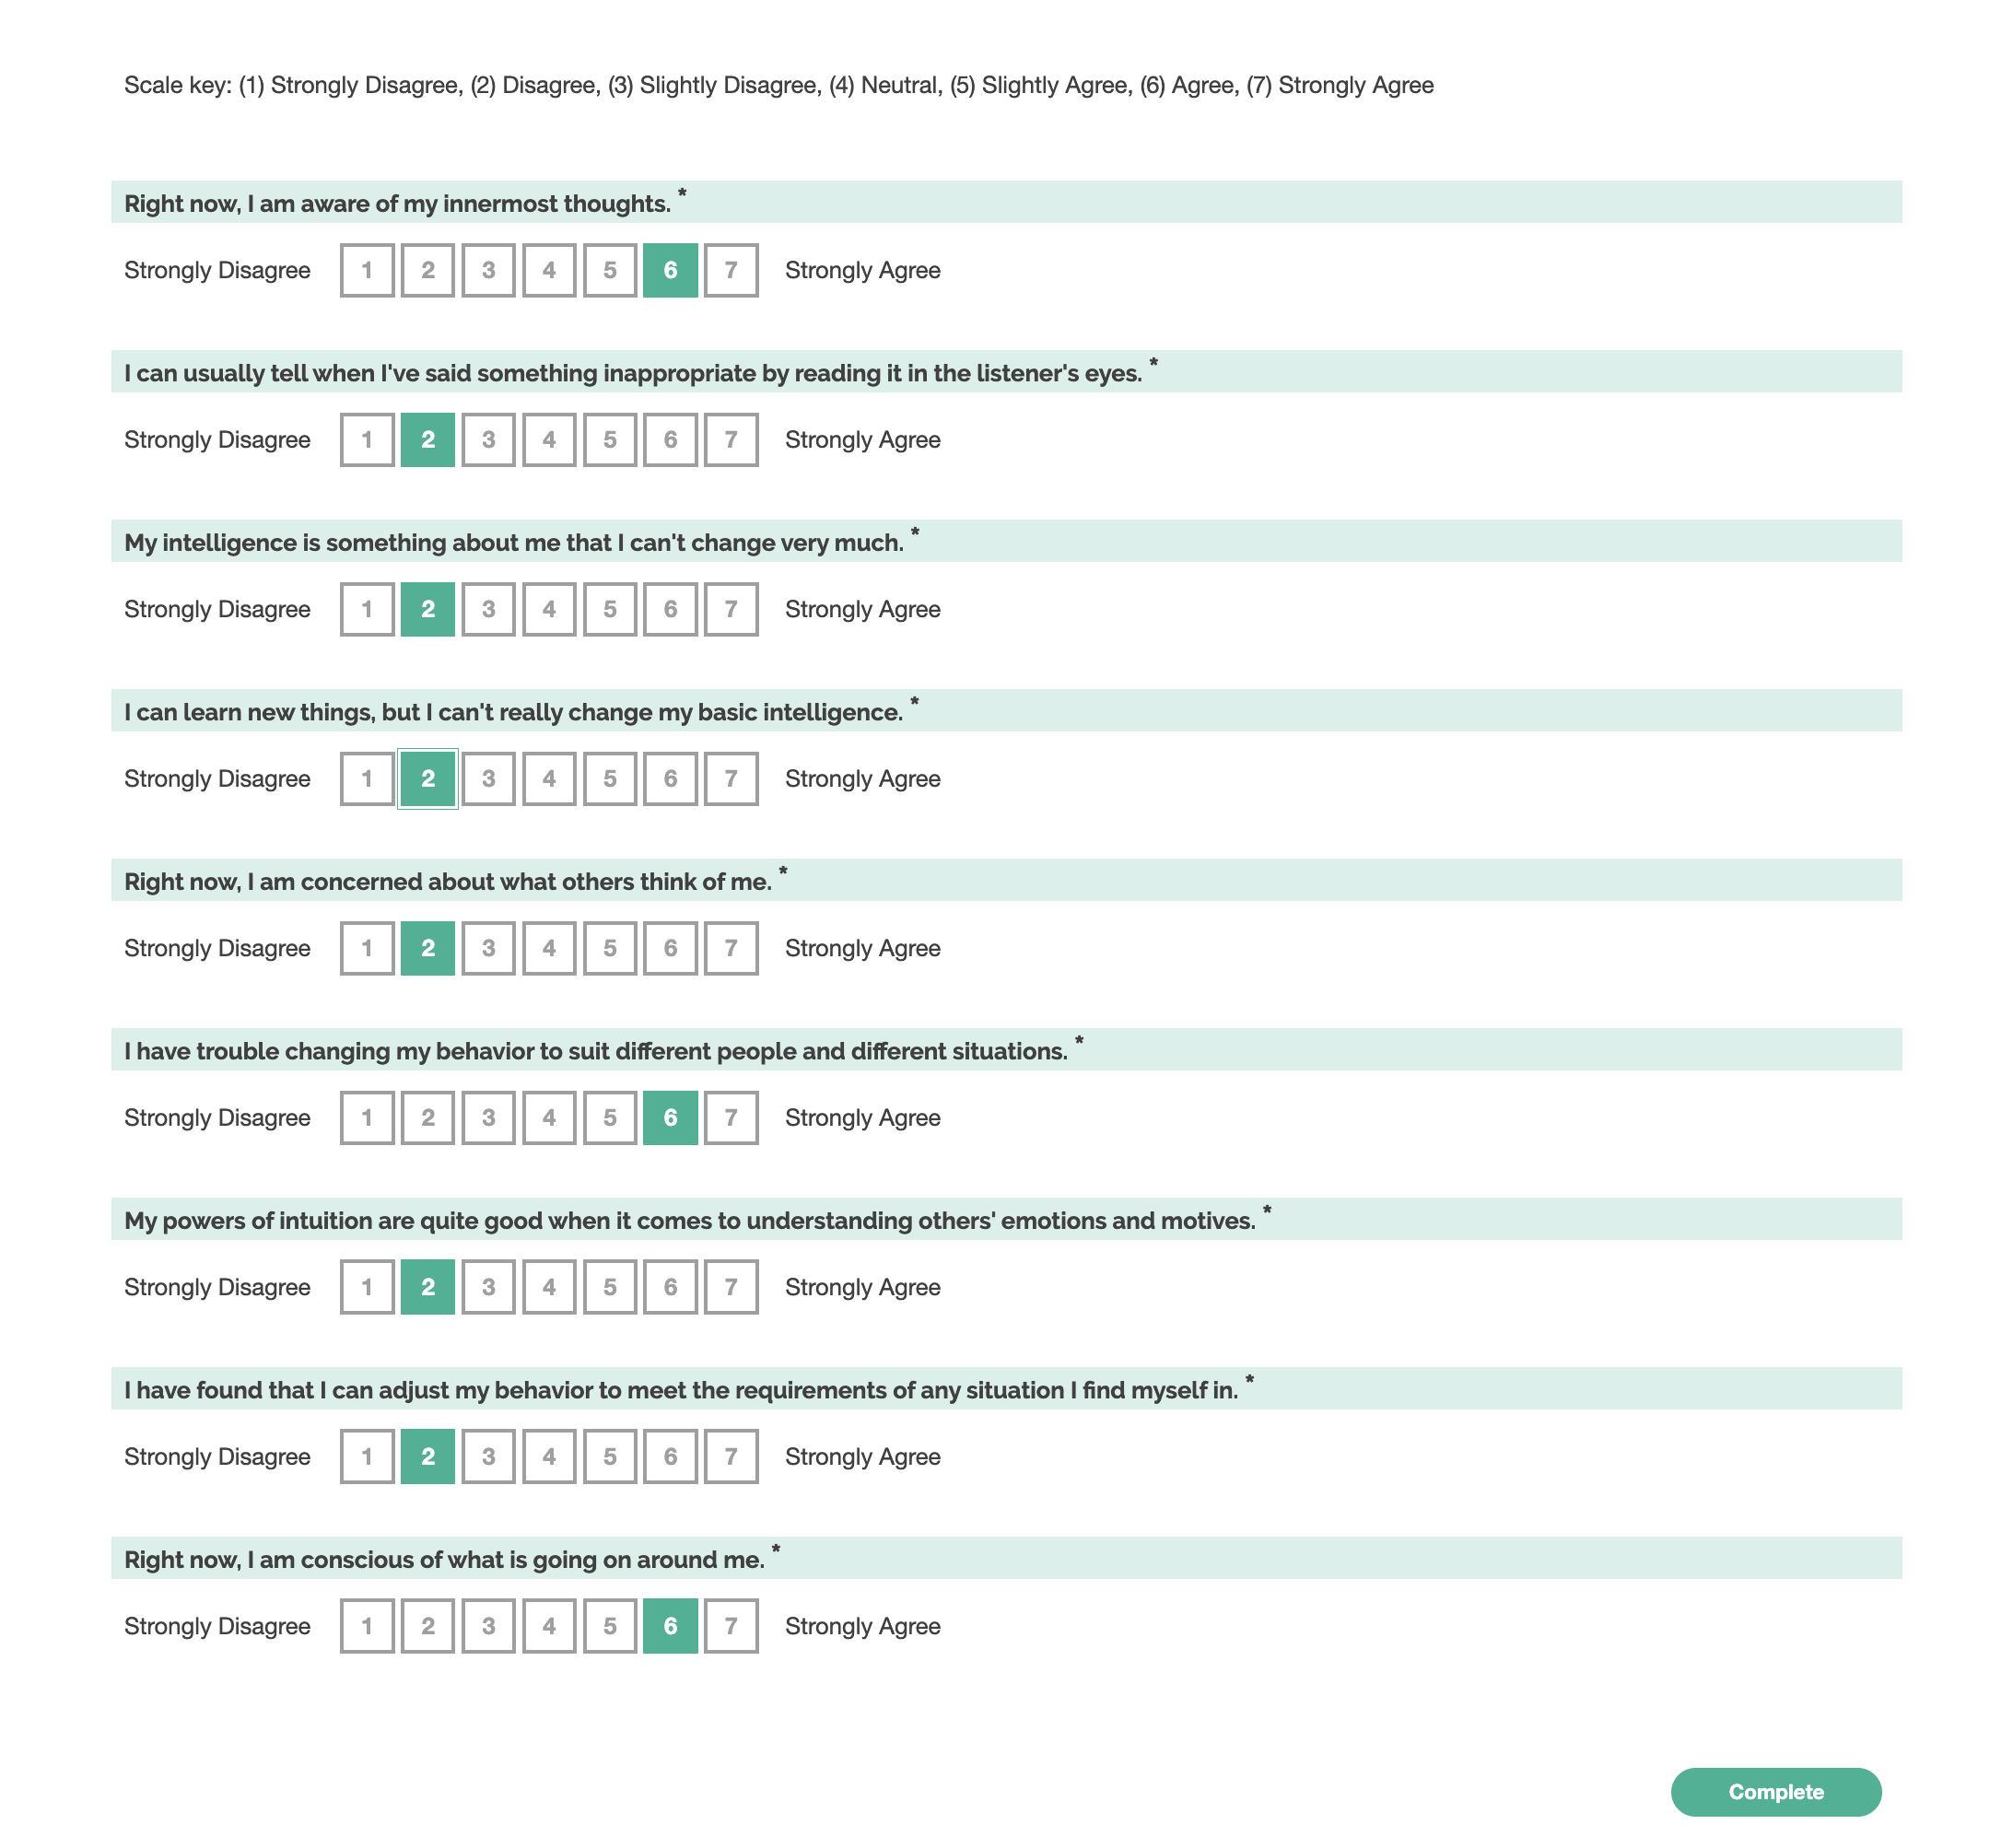 Scale key: (1) Strongly Disagree, (2) Disagree, (3) Slightly Disagree, (4) Neutral, (5) Slightly Agree, (6) Agree, (7) Strongly Agree
Right now, I am aware of my innermost thoughts. *
Strongly Disagree 1 2 3 4 5 6 7 Strongly Agree
I can usually tell when I've said something inappropriate by reading it in the listener's eyes. *
Strongly Disagree 1 2 3 4 5 6 7 Strongly Agree
My intelligence is something about me that I can't change very much. *
Strongly Disagree 1 2 3 4 5 6 7 Strongly Agree
I can learn new things, but I can't really change my basic intelligence. *
Strongly Disagree 1 2 3 4 5 6 7 Strongly Agree
Right now, I am concerned about what others think of me. *
Strongly Disagree 1 2 3 4 5 6 7 Strongly Agree
I have trouble changing my behavior to suit different people and different situations. *
Strongly Disagree 1 2 3 4 5 6 7 Strongly Agree
My powers of intuition are quite good when it comes to understanding others' emotions and motives. *
Strongly Disagree 1 2 3 4 5 6 7 Strongly Agree
I have found that I can adjust my behavior to meet the requirements of any situation I find myself in. *
Strongly Disagree 1 2 3 4 5 6 7 Strongly Agree
Right now, I am conscious of what is going on around me. *
Strongly Disagree 1 2 3 4 5 6 7 Strongly Agree
Complete